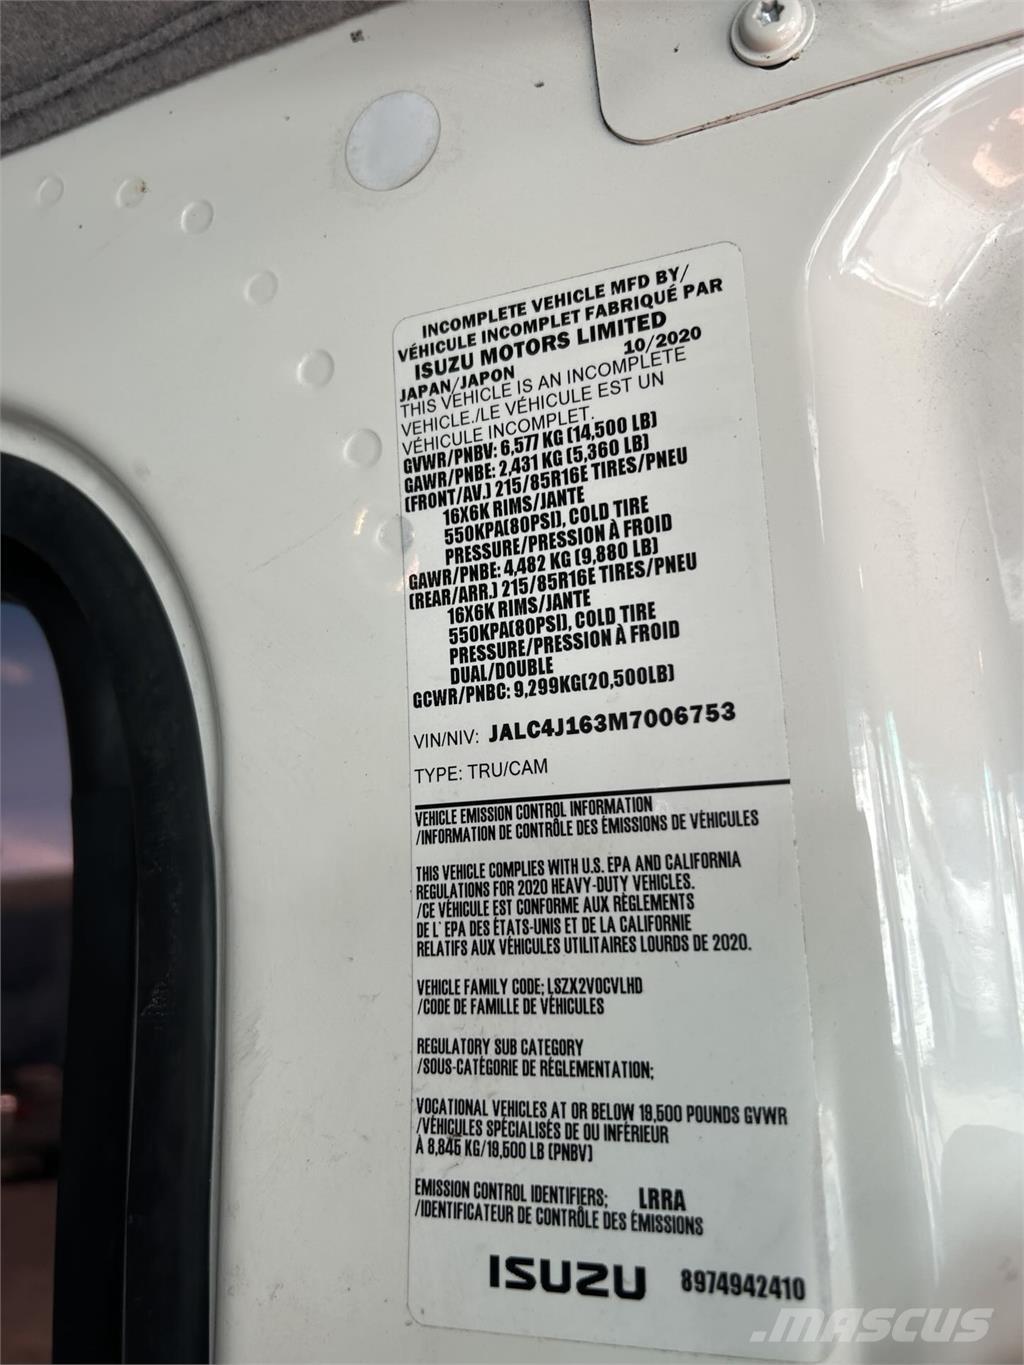 INCOMPLETE VEHICLE MFD BY/
VÉHICULE INCOMPLET FABRIQUÉ PAR
ISUZU MOTORS LIMITED
JAPAN/JAPON 10/2020
THIS VEHICLE IS AN INCOMPLETE
VEHICLE./LE VÉHICULE EST UN
VÉHICULE INCOMPLET.
GVWR/PNBV: 6,577 KG (14,500 LB)
GAWR/PNBE: 2,431 KG (5,360 LB)
(FRONT/AV.) 215/85R16E TIRES/PNEU
16X6K RIMS/JANTE
550KPA(80PSI), COLD TIRE
PRESSURE/PRESSION À FROID
GAWR/PNBE: 4,482 KG (9,880 LB)
(REAR/ARR.) 215/85R16E TIRES/PNEU
16X6K RIMS/JANTE
550KPA(80PSI), COLD TIRE
PRESSURE/PRESSION À FROID
DUAL/DOUBLE
GCWR/PNBC: 9,299KG(20,500LB)
VIN/NIV: JALC4J163M7006753
TYPE: TRU/CAM
VEHICLE EMISSION CONTROL INFORMATION
/INFORMATION DE CONTRÔLE DES ÉMISSIONS DE VÉHICULES
THIS VEHICLE COMPLIES WITH U.S. EPA AND CALIFORNIA
REGULATIONS FOR 2020 HEAVY-DUTY VEHICLES.
/CE VÉHICULE EST CONFORME AUX RÈGLEMENTS
DE L' EPA DES ÉTATS-UNIS ET DE LA CALIFORNIE
RELATIFS AUX VÉHICULES UTILITAIRES LOURDS DE 2020.
VEHICLE FAMILY CODE; LSZX2VOCVLHD
/CODE DE FAMILLE DE VÉHICULES
REGULATORY SUB CATEGORY
/SOUS-CATÉGORIE DE RÉGLEMENTATION;
VOCATIONAL VEHICLES AT OR BELOW 19,500 POUNDS GVWR
/VÉHICULES SPÉCIALISÉS DE OU INFÉRIEUR
À 8,845 KG/19,500 LB (PNBV)
EMISSION CONTROL IDENTIFIERS; LRRA
/IDENTIFICATEUR DE CONTRÔLE DES ÉMISSIONS
ISUZU 8974942410
.MASCUS